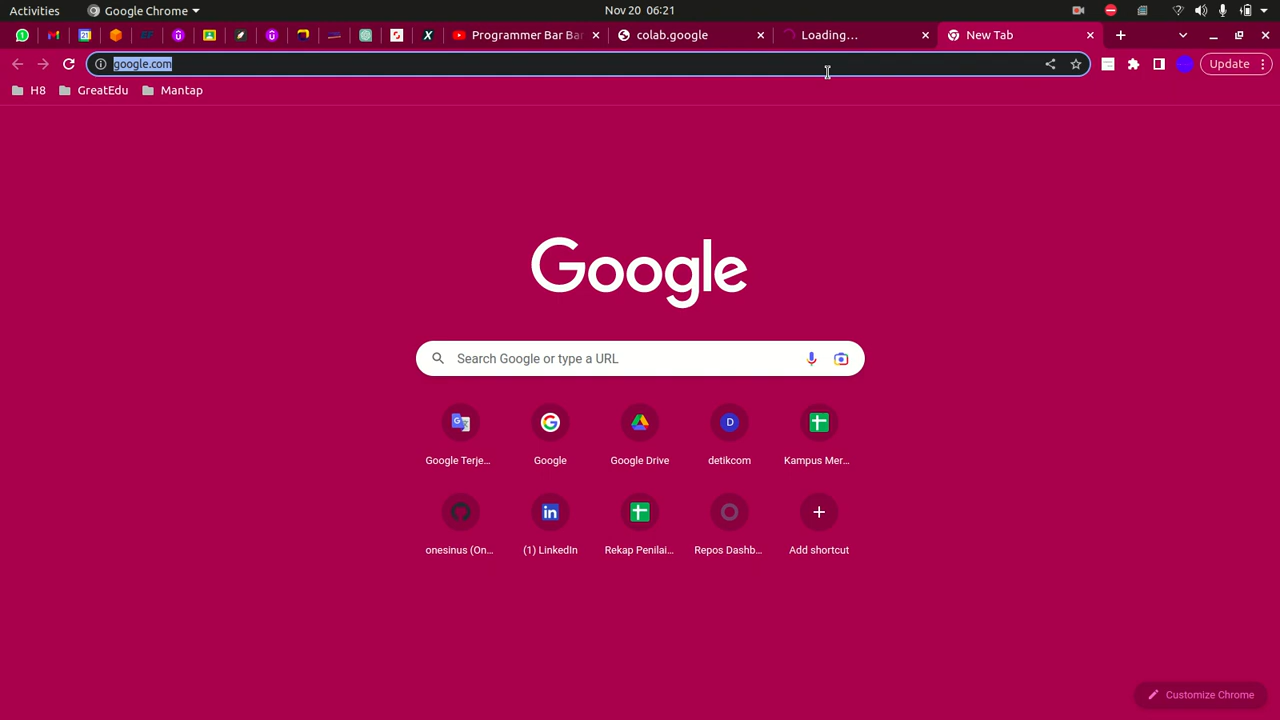 Activities
Google Chrome
Nov 20 06:21
Programmer Bar Bar
colab.google
Loading...
New Tab
google.com
Update
H8
GreatEdu
Mantap
Google
Search Google or type a URL
Google Terje...
Google
Google Drive
detikcom
Kampus Mer...
onesinus (On...
(1) LinkedIn
Rekap Penilai...
Repos Dashb...
Add shortcut
Customize Chrome